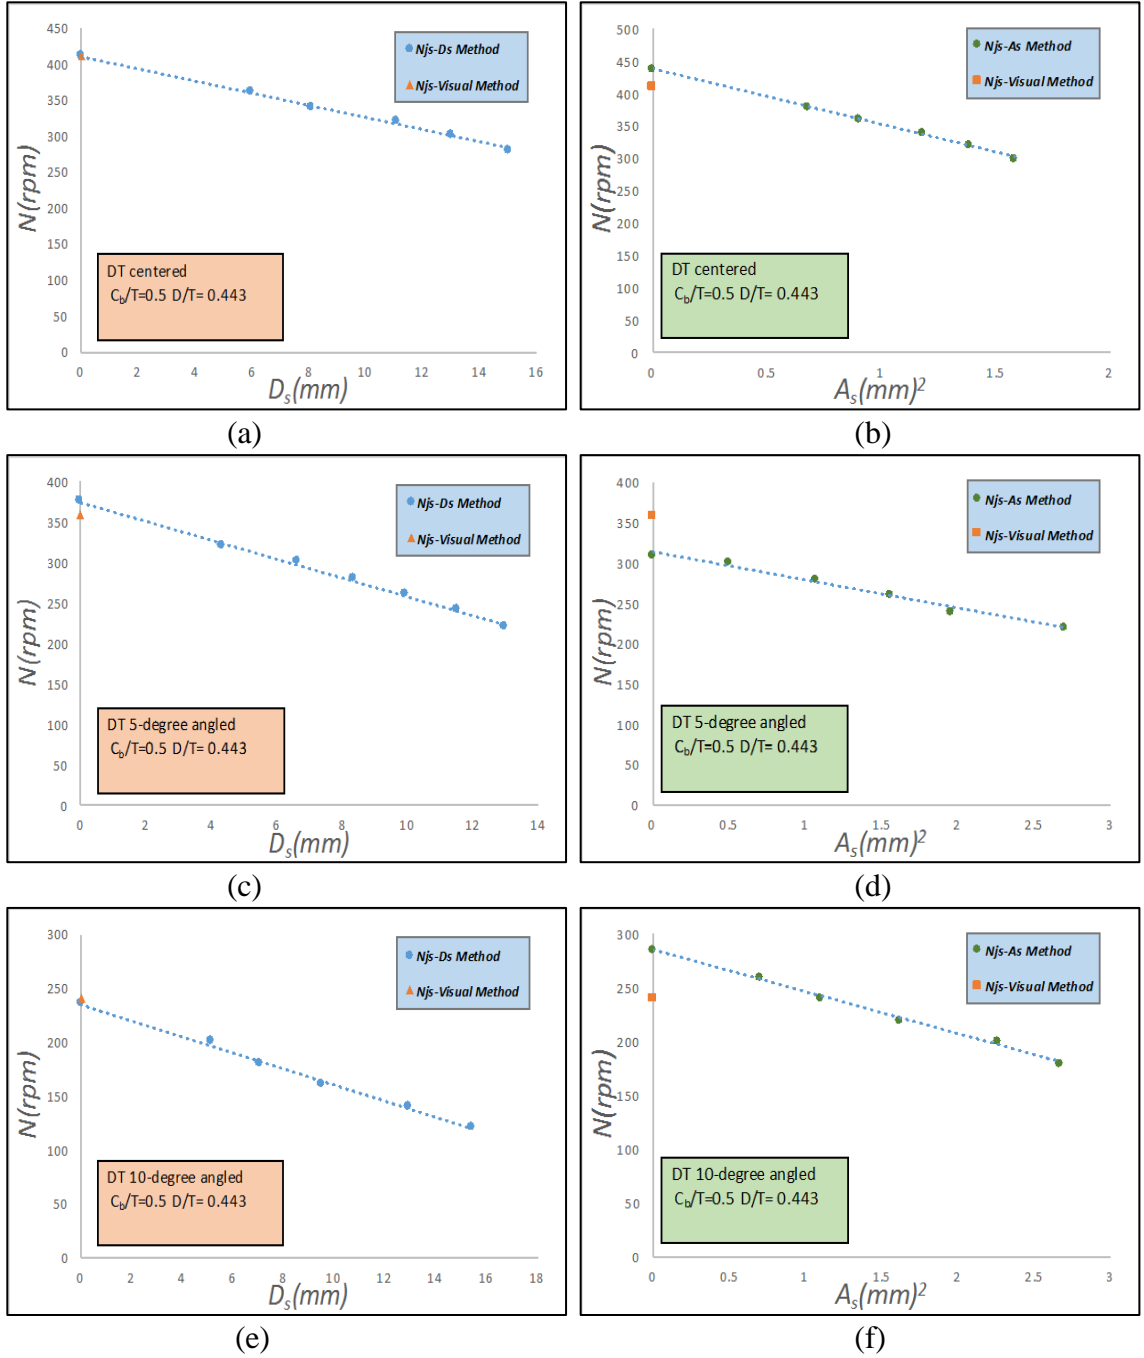 450
400
350
300
250
200
150
100
50
0
N(rpm)
Njs-Ds Method
Njs-Visual Method
DT centered
Cb/T=0.5 D/T= 0.443
0 2 4 6 8 10 12 14 16
Ds(mm)
(a)
500
450
400
350
300
250
200
150
100
50
0
N(rpm)
Njs-As Method
Njs-Visual Method
DT centered
Cb/T=0.5 D/T= 0.443
0 0.5 1 1.5 2
As(mm)²
(b)
400
350
300
250
200
150
100
50
0
N(rpm)
Njs-Ds Method
Njs-Visual Method
DT 5-degree angled
Cb/T=0.5 D/T= 0.443
0 2 4 6 8 10 12 14
Ds(mm)
(c)
400
350
300
250
200
150
100
50
0
N(rpm)
Njs-As Method
Njs-Visual Method
DT 5-degree angled
Cb/T=0.5 D/T= 0.443
0 0.5 1 1.5 2 2.5 3
As(mm)²
(d)
300
250
200
150
100
50
0
N(rpm)
Njs-Ds Method
Njs-Visual Method
DT 10-degree angled
Cb/T=0.5 D/T= 0.443
0 2 4 6 8 10 12 14 16 18
Ds(mm)
(e)
300
250
200
150
100
50
0
N(rpm)
Njs-As Method
Njs-Visual Method
DT 10-degree angled
Cb/T=0.5 D/T= 0.443
0 0.5 1 1.5 2 2.5 3
As(mm)²
(f)